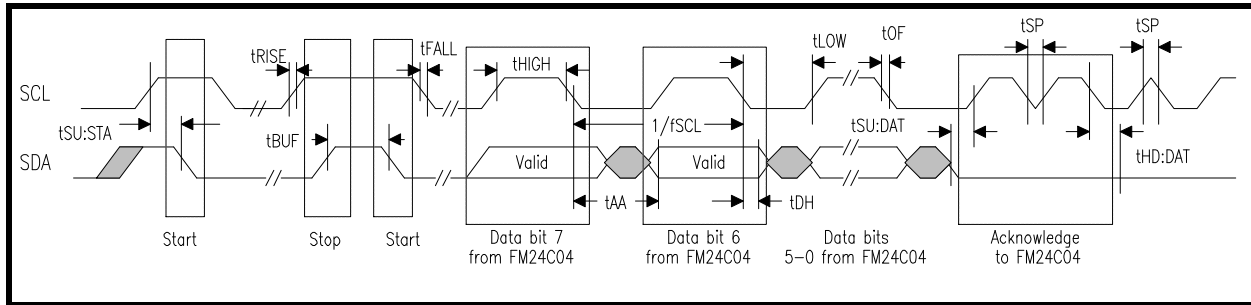 tRISE
tFALL
tHIGH
tLOW
tOF
tSP
tSP
SCL
tSU:STA
tBUF
1/fSCL
tSU:DAT
tHD:DAT
SDA
Valid
Valid
tAA
tDH
Start
Stop
Start
Data bit 7
from FM24C04
Data bit 6
from FM24C04
Data bits
5-0 from FM24C04
Acknowledge
to FM24C04